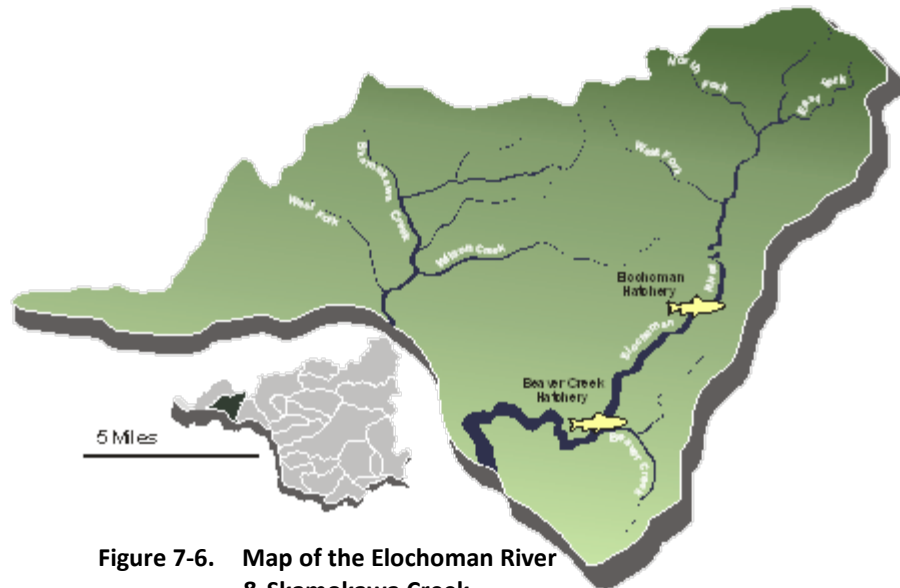 North Fork
East Fork
West Fork
Skamokawa Creek
West Fork
Wilson Creek
Elochoman
Hatchery
River
Elochoman
Beaver Creek
Hatchery
Beaver Creek
5 Miles
Figure 7-6. Map of the Elochoman River
& Skamokawa Creek